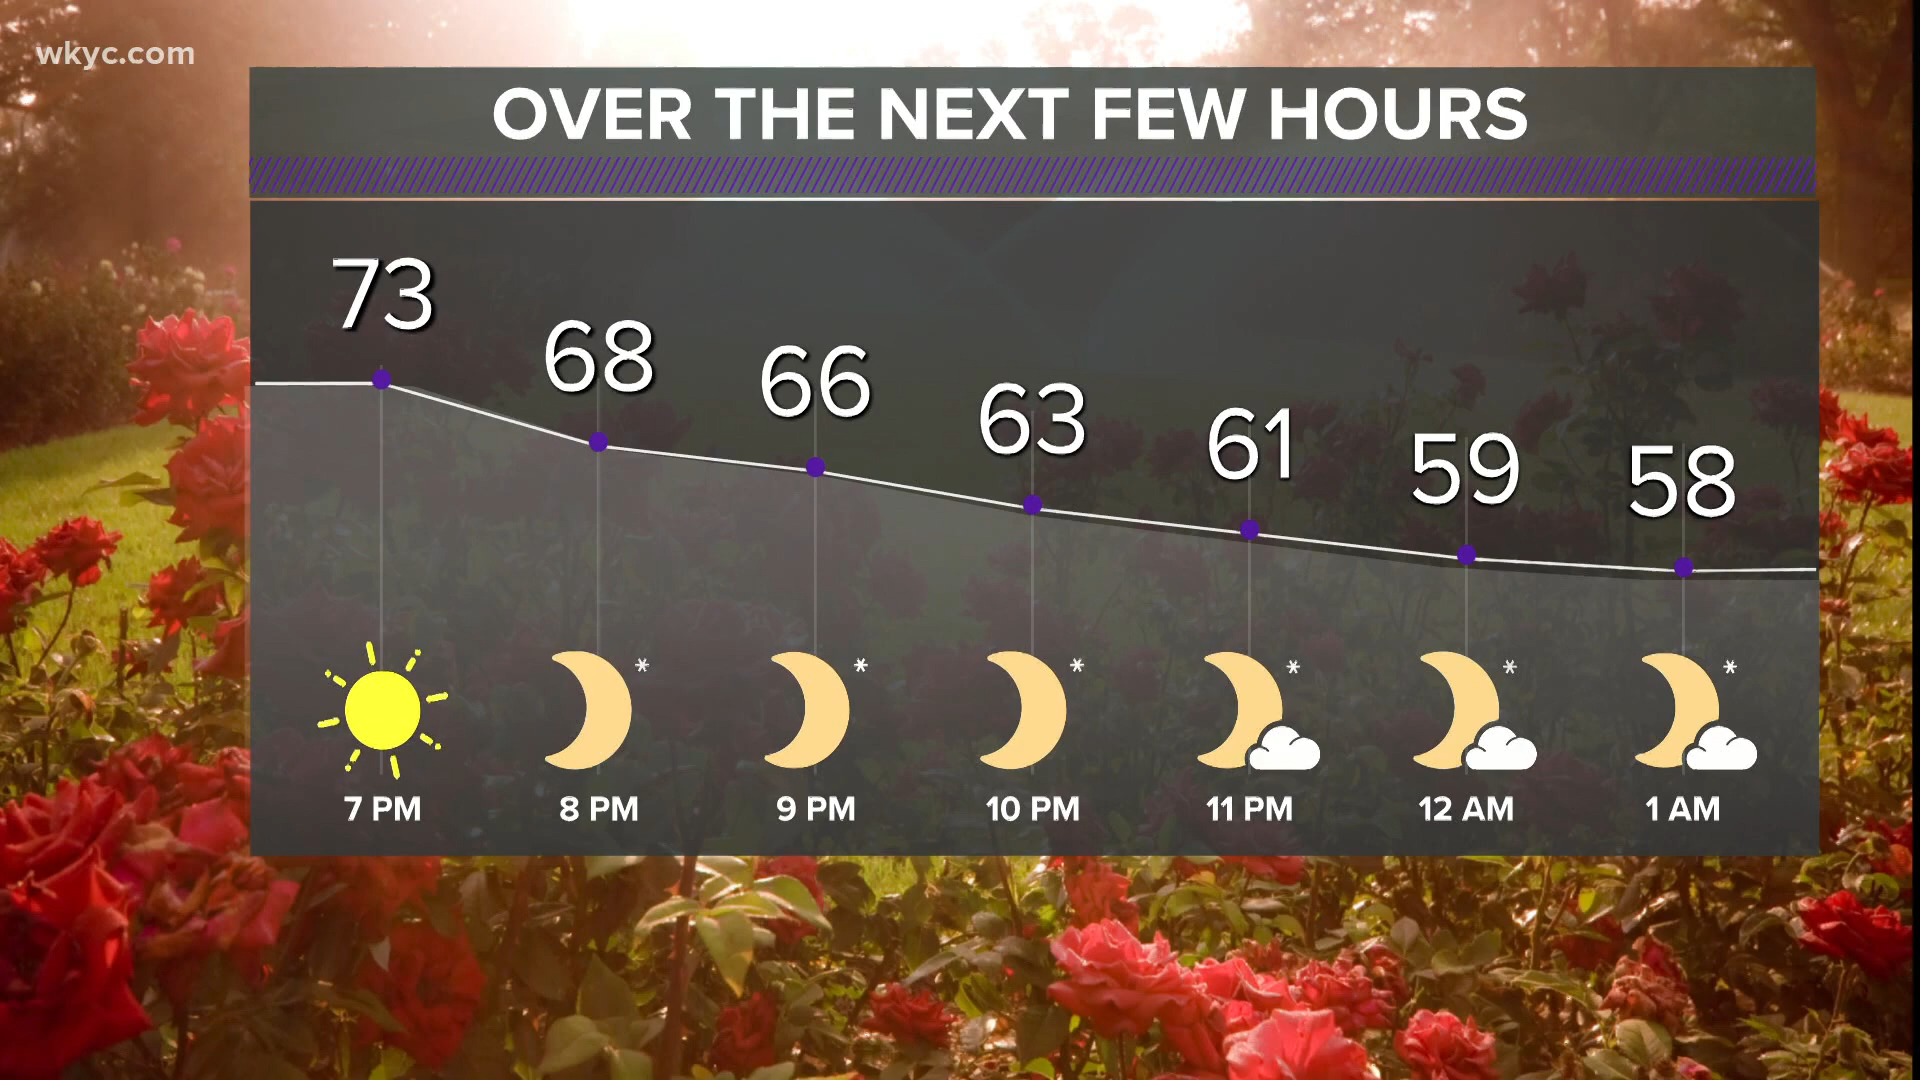 wkyc.com
OVER THE NEXT FEW HOURS
73 68 66 63 61 59 58
7 PM 8 PM 9 PM 10 PM 11 PM 12 AM 1 AM